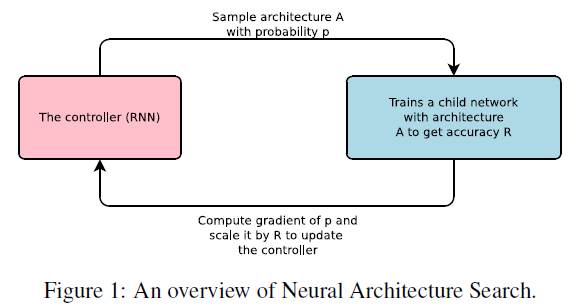 Sample architecture A
with probability p
The controller (RNN)
Trains a child network
with architecture
A to get accuracy R
Compute gradient of p and
scale it by R to update
the controller
Figure 1: An overview of Neural Architecture Search.